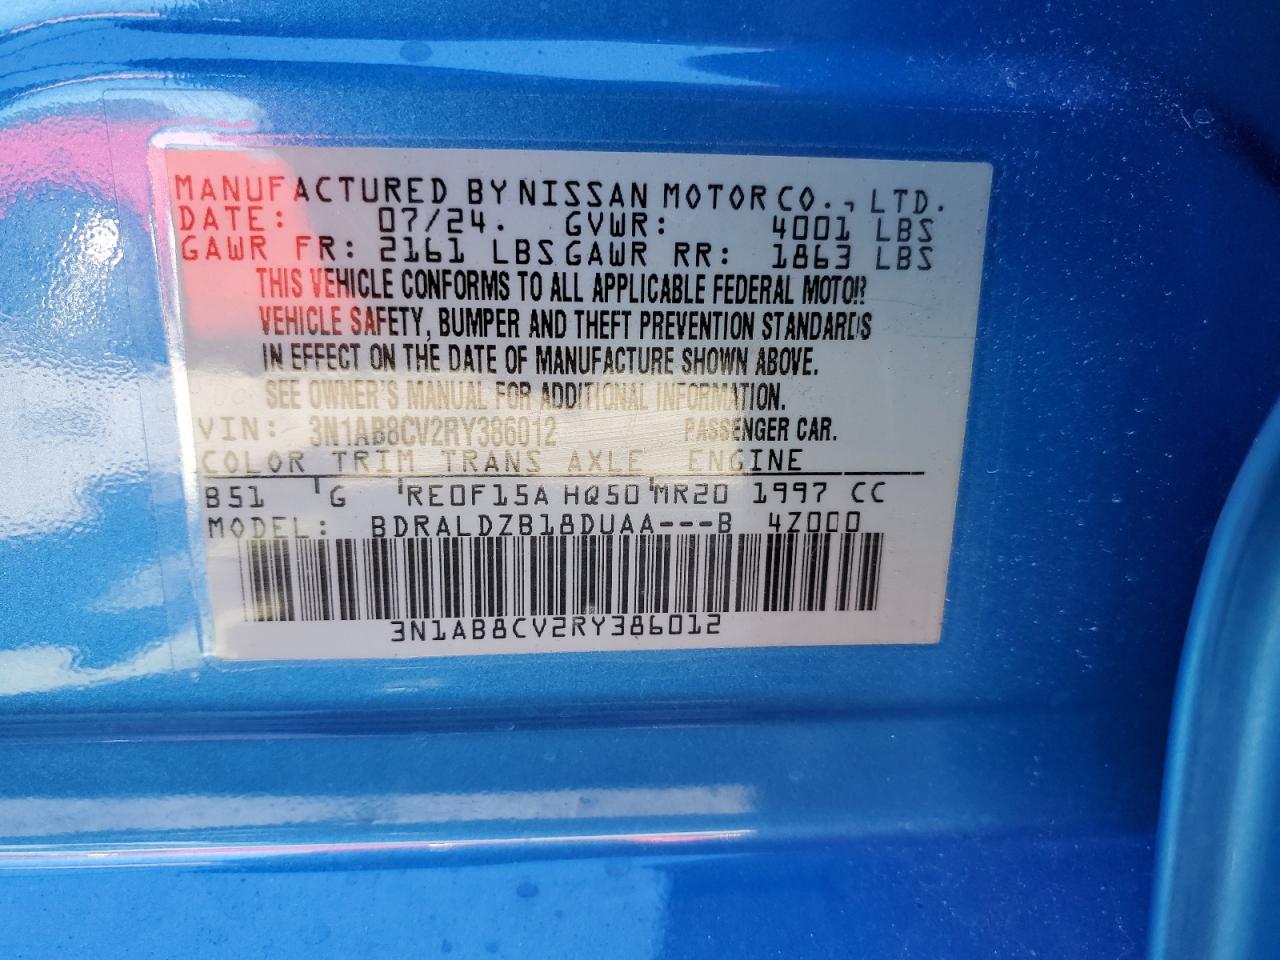 MANUFACTURED BY NISSAN MOTOR CO., LTD.
DATE: 07/24. GVWR: 4001 LBS
GAWR FR: 2161 LBS GAWR RR: 1863 LBS
THIS VEHICLE CONFORMS TO ALL APPLICABLE FEDERAL MOTOR
VEHICLE SAFETY, BUMPER AND THEFT PREVENTION STANDARDS
IN EFFECT ON THE DATE OF MANUFACTURE SHOWN ABOVE.
SEE OWNER'S MANUAL FOR ADDITIONAL INFORMATION.
VIN: 3N1AB8CV2RY386012 PASSENGER CAR.
COLOR TRIM TRANS AXLE ENGINE
B51 G RE0F15A HQ50 MR20 1997 CC
MODEL: BDRALDZB18DUAA---B 4Z000
3N1AB8CV2RY386012